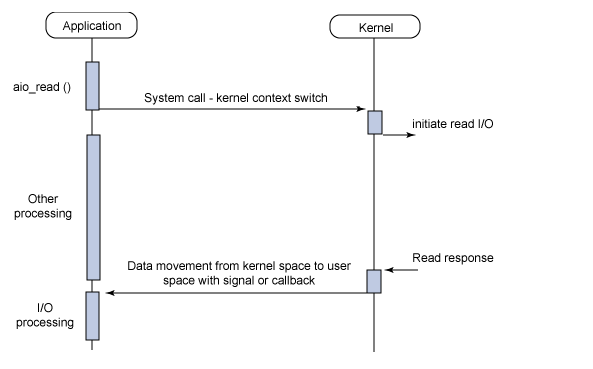 Application
Kernel
aio_read ()
System call - kernel context switch
initiate read I/O
Other
processing
Read response
Data movement from kernel space to user
space with signal or callback
I/O
processing